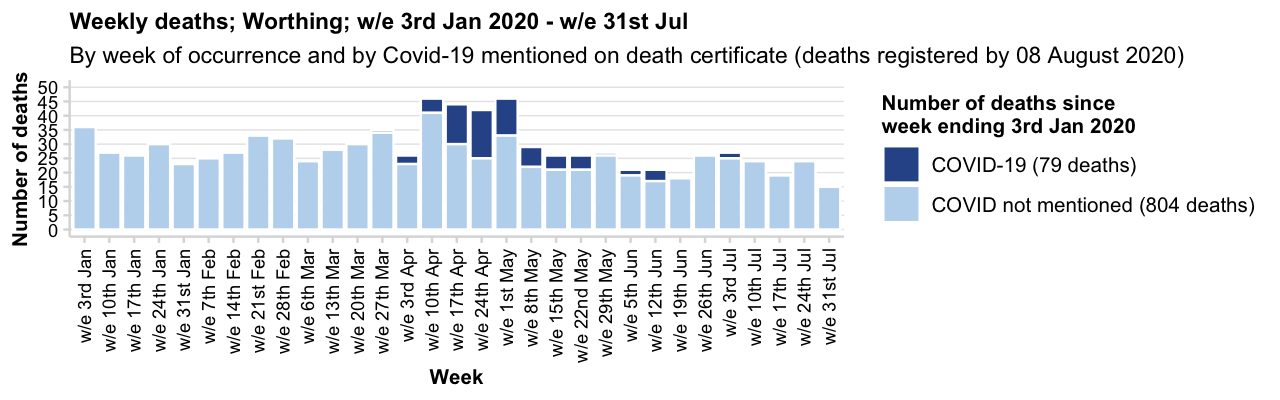 Weekly deaths; Worthing; w/e 3rd Jan 2020 - w/e 31st Jul
By week of occurrence and by Covid-19 mentioned on death certificate (deaths registered by 08 August 2020)
Number of deaths
50
45
40
35
30
25
20
15
10
5
0
w/e 3rd Jan
w/e 10th Jan
w/e 17th Jan
w/e 24th Jan
w/e 31st Jan
w/e 7th Feb
w/e 14th Feb
w/e 21st Feb
w/e 28th Feb
w/e 6th Mar
w/e 13th Mar
w/e 20th Mar
w/e 27th Mar
w/e 3rd Apr
w/e 10th Apr
w/e 17th Apr
w/e 24th Apr
w/e 1st May
w/e 8th May
w/e 15th May
w/e 22nd May
w/e 29th May
w/e 5th Jun
w/e 12th Jun
w/e 19th Jun
w/e 26th Jun
w/e 3rd Jul
w/e 10th Jul
w/e 17th Jul
w/e 24th Jul
w/e 31st Jul
Week
Number of deaths since
week ending 3rd Jan 2020
COVID-19 (79 deaths)
COVID not mentioned (804 deaths)